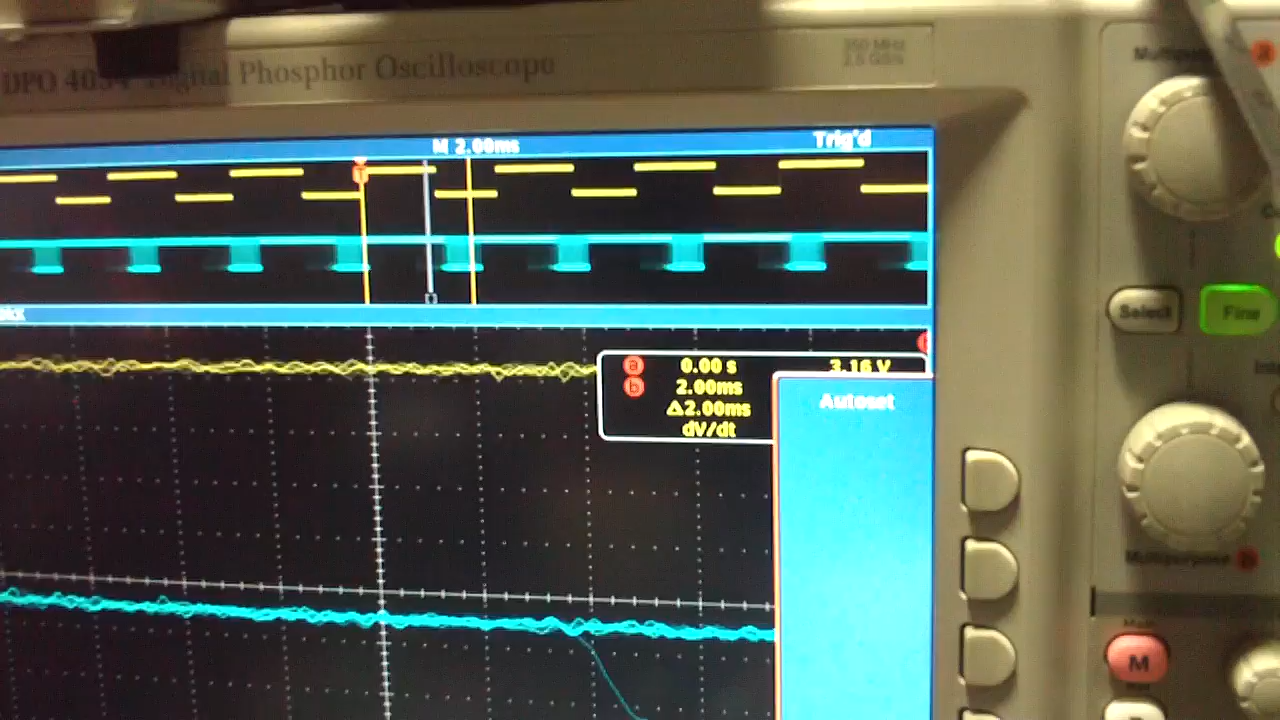 DPO 4034 Digital Phosphor Oscilloscope
350 MHz
2.5 GS/s
M 2.00ms
Trig'd
T
a 0.00 s 3.16 V
b 2.00ms
Δ2.00ms
dV/dt
Autoset
a
Select
Fine
Multipurpose b
M